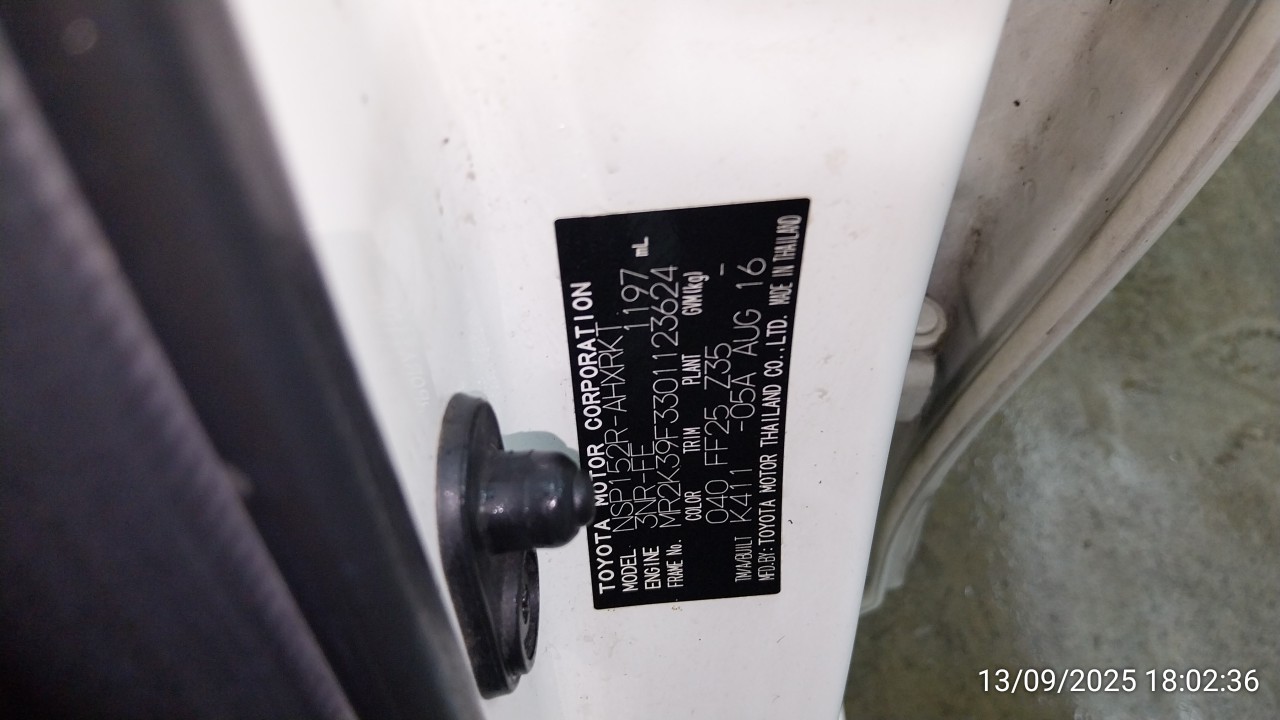 TOYOTA MOTOR CORPORATION
MODEL NSP152R-AHXRKT
ENGINE 3NR-FE 1197 mL
FRAME No. MR2K39F3301123624
COLOR TRIM PLANT GVM(kg)
040 FF25 Z35 -
TM/A/BUILT K411 -05A AUG 16
MFD.BY:TOYOTA MOTOR THAILAND CO.,LTD. MADE IN THAILAND
13/09/2025 18:02:36